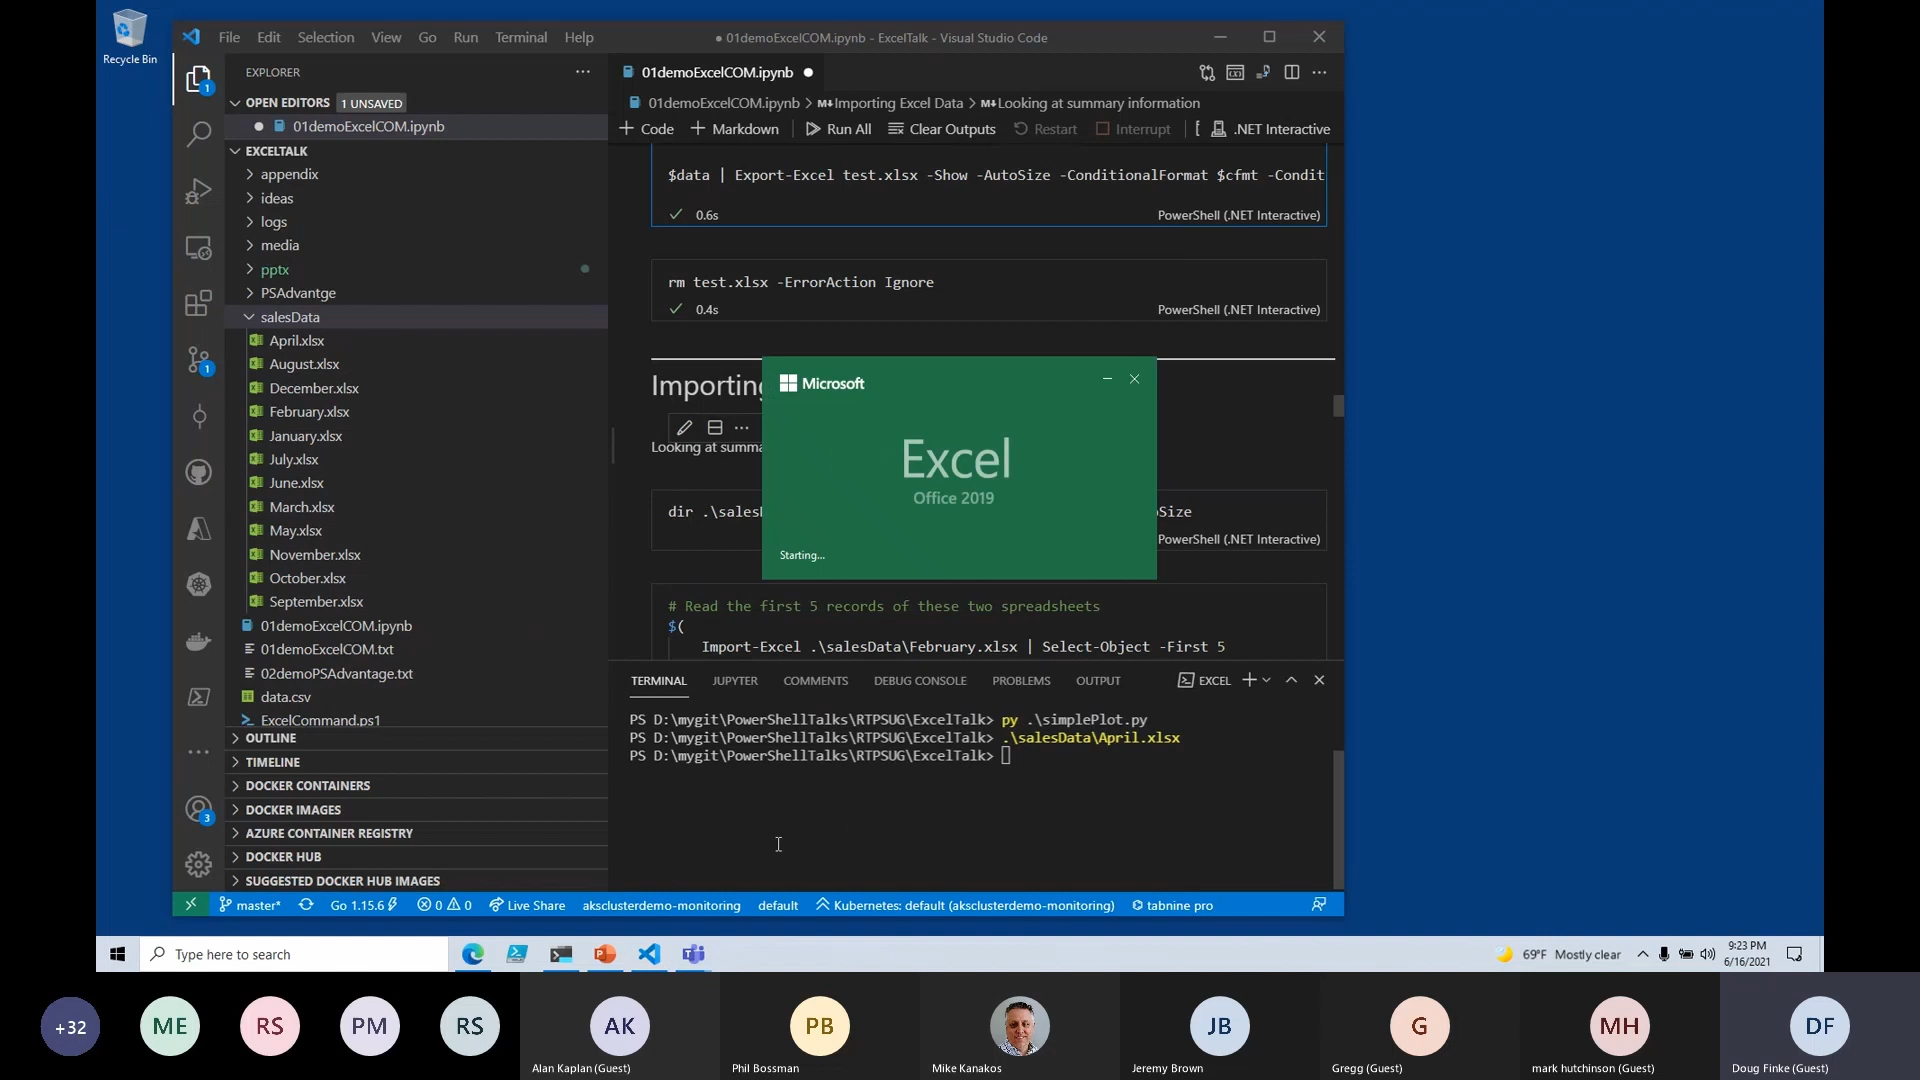 Recycle Bin
File Edit Selection View Go Run Terminal Help
● 01demoExcelCOM.ipynb - ExcelTalk - Visual Studio Code
EXPLORER
OPEN EDITORS 1 UNSAVED
01demoExcelCOM.ipynb
EXCELTALK
appendix
ideas
logs
media
pptx
PSAdvantge
salesData
April.xlsx
August.xlsx
December.xlsx
February.xlsx
January.xlsx
July.xlsx
June.xlsx
March.xlsx
May.xlsx
November.xlsx
October.xlsx
September.xlsx
01demoExcelCOM.ipynb
01demoExcelCOM.txt
02demoPSAdvantage.txt
data.csv
ExcelCommand.ps1
OUTLINE
TIMELINE
DOCKER CONTAINERS
DOCKER IMAGES
AZURE CONTAINER REGISTRY
DOCKER HUB
SUGGESTED DOCKER HUB IMAGES
1
1
3
01demoExcelCOM.ipynb
01demoExcelCOM.ipynb > M↓Importing Excel Data > M↓Looking at summary information
+ Code + Markdown Run All Clear Outputs Restart Interrupt .NET Interactive
$data | Export-Excel test.xlsx -Show -AutoSize -ConditionalFormat $cfmt -Condit
0.6s PowerShell (.NET Interactive)
rm test.xlsx -ErrorAction Ignore
0.4s PowerShell (.NET Interactive)
Importing
Looking at summa
dir .\salesD oSize
PowerShell (.NET Interactive)
# Read the first 5 records of these two spreadsheets
$(
Import-Excel .\salesData\February.xlsx | Select-Object -First 5
Microsoft
Excel
Office 2019
Starting...
TERMINAL JUPYTER COMMENTS DEBUG CONSOLE PROBLEMS OUTPUT EXCEL
PS D:\mygit\PowerShellTalks\RTPSUG\ExcelTalk> py .\simplePlot.py
PS D:\mygit\PowerShellTalks\RTPSUG\ExcelTalk> .\salesData\April.xlsx
PS D:\mygit\PowerShellTalks\RTPSUG\ExcelTalk>
master* Go 1.15.6 0 0 Live Share aksclusterdemo-monitoring default Kubernetes: default (aksclusterdemo-monitoring) tabnine pro
Type here to search
69°F Mostly clear
9:23 PM
6/16/2021
+32 ME RS PM RS AK PB JB G MH DF
Alan Kaplan (Guest) Phil Bossman Mike Kanakos Jeremy Brown Gregg (Guest) mark hutchinson (Guest) Doug Finke (Guest)